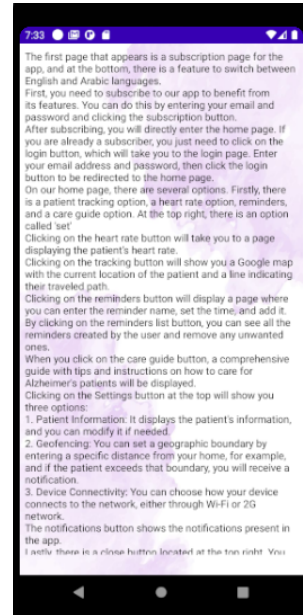 7:33
The first page that appears is a subscription page for the
app, and at the bottom, there is a feature to switch between
English and Arabic languages.
First, you need to subscribe to our app to benefit from
its features. You can do this by entering your email and
password and clicking the subscription button.
After subscribing, you will directly enter the home page. If
you are already a subscriber, you just need to click on the
login button, which will take you to the login page. Enter
your email address and password, then click the login
button to be redirected to the home page.
On our home page, there are several options. Firstly, there
is a patient tracking option, a heart rate option, reminders,
and a care guide option. At the top right, there is an option
called 'set'
Clicking on the heart rate button will take you to a page
displaying the patient's heart rate.
Clicking on the tracking button will show you a Google map
with the current location of the patient and a line indicating
their traveled path.
Clicking on the reminders button will display a page where
you can enter the reminder name, set the time, and add it.
By clicking on the reminders list button, you can see all the
reminders created by the user and remove any unwanted
ones.
When you click on the care guide button, a comprehensive
guide with tips and instructions on how to care for
Alzheimer's patients will be displayed.
Clicking on the Settings button at the top will show you
three options:
1. Patient Information: It displays the patient's information,
and you can modify it if needed.
2. Geofencing: You can set a geographic boundary by
entering a specific distance from your home, for example,
and if the patient exceeds that boundary, you will receive a
notification.
3. Device Connectivity: You can choose how your device
connects to the network, either through Wi-Fi or 2G
network.
The notifications button shows the notifications present in
the app.
Lastly, there is a close button located at the top right. You